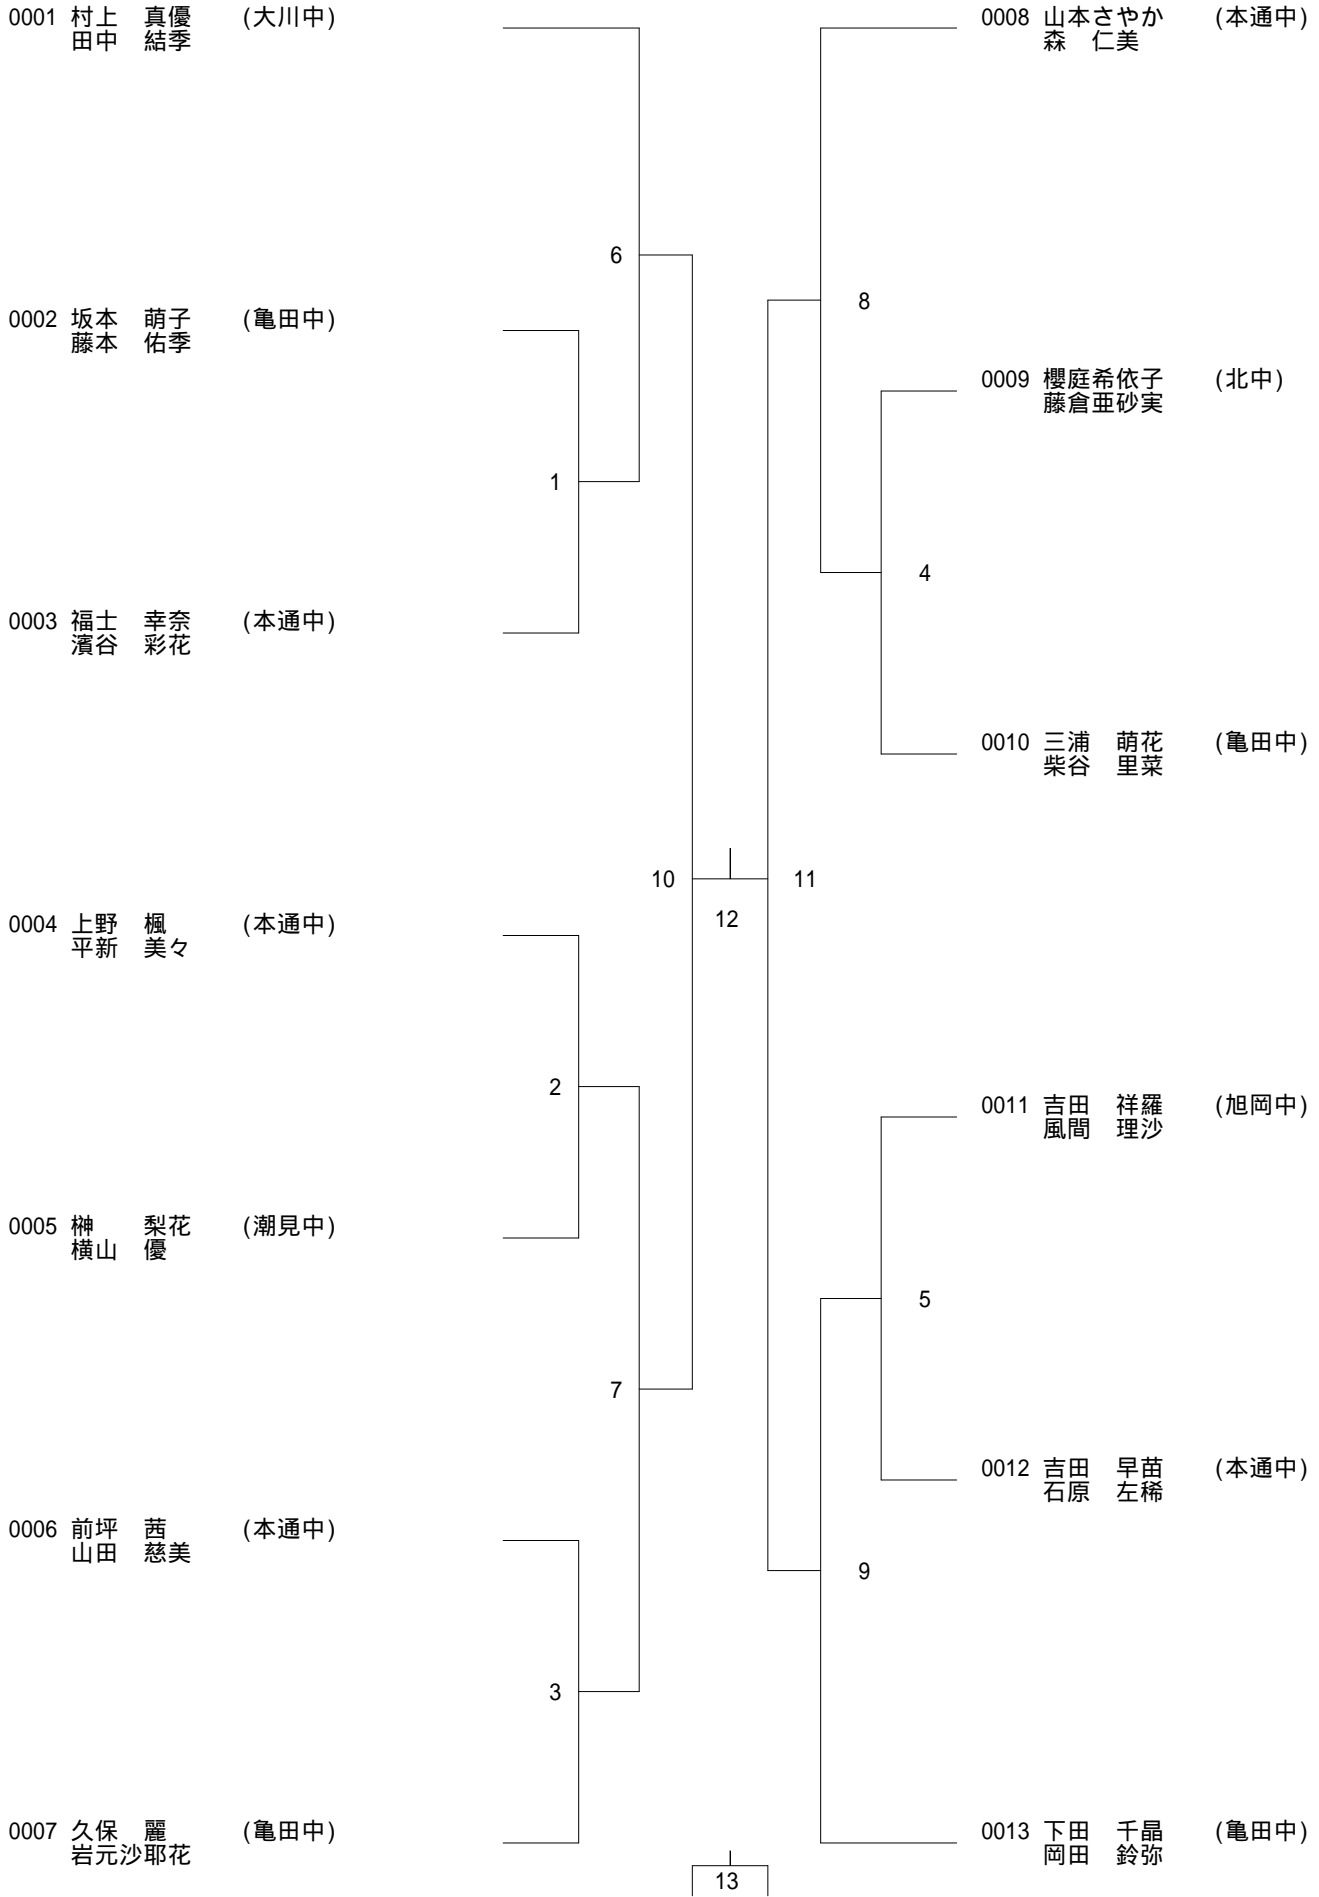 0001 村上　真優　　(大川中)
田中　結季
0002 坂本　萌子　　(亀田中)
藤本　佑季
0003 福士　幸奈　　(本通中)
濱谷　彩花
0004 上野　楓　　(本通中)
平新　美々
0005 榊　　梨花　　(潮見中)
横山　優
0006 前坪　茜　　(本通中)
山田　慈美
0007 久保　麗　　(亀田中)
岩元沙耶花
6
1
2
7
3
10
12
11
13
8
4
5
9
0008 山本さやか　　(本通中)
森　仁美
0009 櫻庭希依子　　(北中)
藤倉亜砂実
0010 三浦　萌花　　(亀田中)
柴谷　里菜
0011 吉田　祥羅　　(旭岡中)
風間　理沙
0012 吉田　早苗　　(本通中)
石原　左稀
0013 下田　千晶　　(亀田中)
岡田　鈴弥